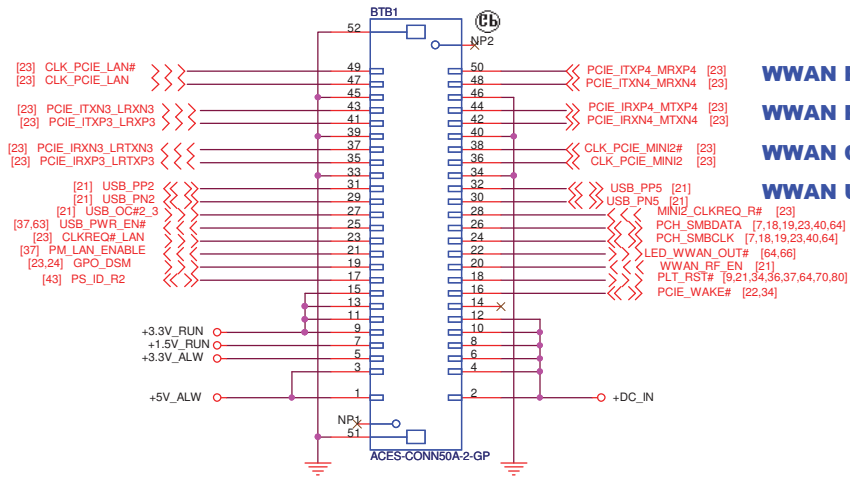 BTB1
Cb
52
NP2
[23] CLK_PCIE_LAN#
49
50
PCIE_ITXP4_MRXP4 [23]
WWAN
[23] CLK_PCIE_LAN
47
48
PCIE_ITXN4_MRXN4 [23]
45
46
[23] PCIE_ITXN3_LRXN3
43
44
PCIE_IRXP4_MTXP4 [23]
WWAN
[23] PCIE_ITXP3_LRXP3
41
42
PCIE_IRXN4_MTXN4 [23]
39
40
[23] PCIE_IRXN3_LRTXN3
37
38
CLK_PCIE_MINI2# [23]
WWAN
[23] PCIE_IRXP3_LRTXP3
35
36
CLK_PCIE_MINI2 [23]
33
34
[21] USB_PP2
31
32
USB_PP5 [21]
WWAN
[21] USB_PN2
29
30
USB_PN5 [21]
[21] USB_OC#2_3
27
28
MINI2_CLKREQ_R# [23]
[37,63] USB_PWR_EN#
25
26
PCH_SMBDATA [7,18,19,23,40,64]
[23] CLKREQ#_LAN
23
24
PCH_SMBCLK [7,18,19,23,40,64]
[37] PM_LAN_ENABLE
21
22
LED_WWAN_OUT# [64,66]
[23,24] GPO_DSM
19
20
WWAN_RF_EN [21]
[43] PS_ID_R2
17
18
PLT_RST# [9,21,34,36,37,64,70,80]
15
16
PCIE_WAKE# [22,34]
13
14
11
12
+3.3V_RUN
9
10
+1.5V_RUN
7
8
+3.3V_ALW
5
6
3
4
+5V_ALW
1
2
+DC_IN
NP1
51
ACES-CONN50A-2-GP